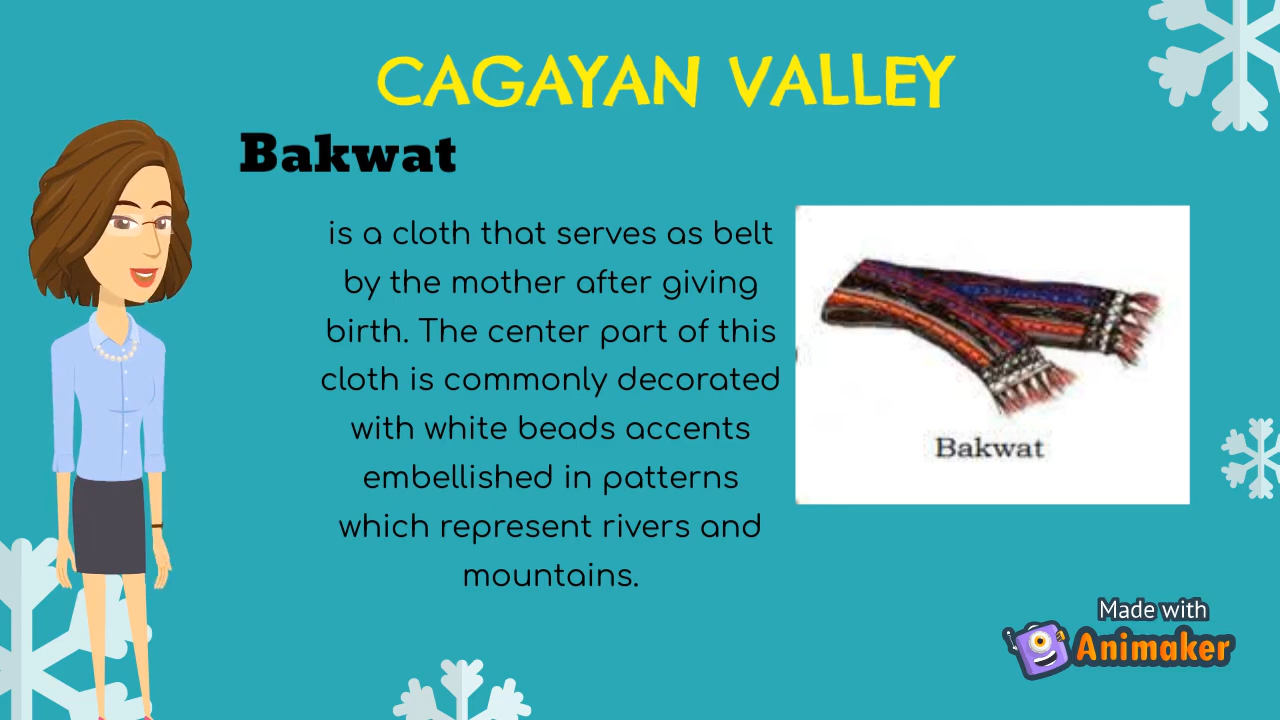 CAGAYAN VALLEY
Bakwat
is a cloth that serves as belt
by the mother after giving
birth. The center part of this
cloth is commonly decorated
with white beads accents
embellished in patterns
which represent rivers and
mountains.
Bakwat
Made with
Animaker